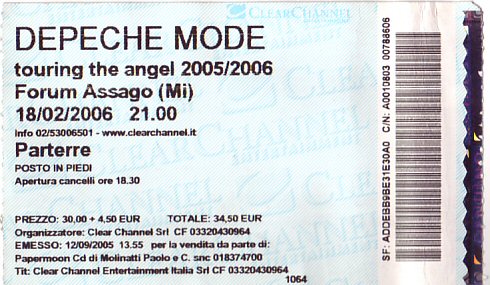 CLEARCHANNEL
DEPECHE MODE
touring the angel 2005/2006
Forum Assago (Mi)
18/02/2006 21.00
Info 02/53006501 - www.clearchannel.it
Parterre
POSTO IN PIEDI
Apertura cancelli ore 18.30
PREZZO: 30,00 + 4,50 EUR TOTALE: 34,50 EUR
Organizzatore: Clear Channel Srl CF 03320430964
EMESSO: 12/09/2005 13.55 per la vendita da parte di:
Papermoon Cd di Molinatti Paolo e C. snc 018374700
Tit: Clear Channel Entertainment Italia Srl CF 03320430964
1064
SF: ADDEBB9BE31E30A0 C/N: A0010803 00788606